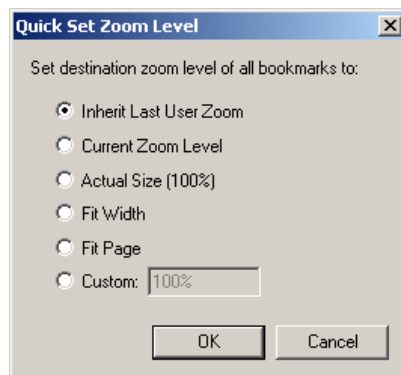 Quick Set Zoom Level
Set destination zoom level of all bookmarks to:
Inherit Last User Zoom
Current Zoom Level
Actual Size (100%)
Fit Width
Fit Page
Custom: 100%
OK Cancel